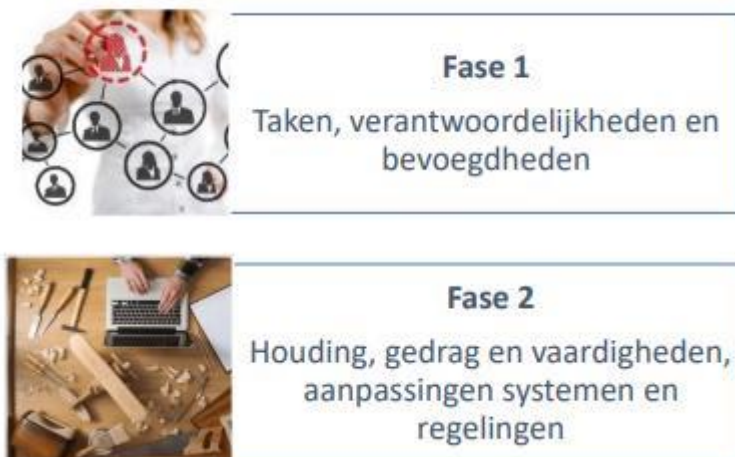 Fase 1
Taken, verantwoordelijkheden en
bevoegdheden
Fase 2
Houding, gedrag en vaardigheden,
aanpassingen systemen en
regelingen